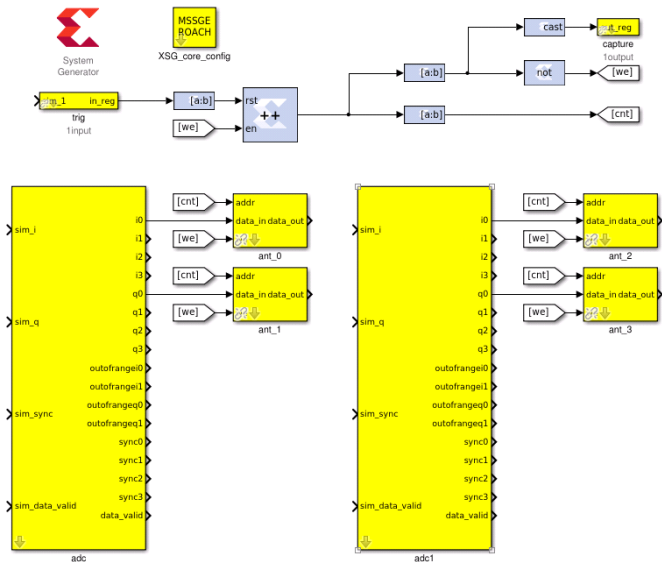 System
Generator
MSSGE
ROACH
XSG_core_config
cast
capture
1output
[a:b]
not
[we]
in_reg
trig
1input
[a:b]
rst
[we]
en
++
[a:b]
[cnt]
sim_i
sim_q
sim_sync
sim_data_valid
i0
i1
i2
i3
q0
q1
q2
q3
outofrangei0
outofrangei1
outofrangeq0
outofrangeq1
sync0
sync1
sync2
sync3
data_valid
adc
[cnt]
addr
data_in data_out
[we]
ant_0
[cnt]
addr
data_in data_out
[we]
ant_1
sim_i
sim_q
sim_sync
sim_data_valid
i0
i1
i2
i3
q0
q1
q2
q3
outofrangei0
outofrangei1
outofrangeq0
outofrangeq1
sync0
sync1
sync2
sync3
data_valid
adc1
[cnt]
addr
data_in data_out
[we]
ant_2
[cnt]
addr
data_in data_out
[we]
ant_3